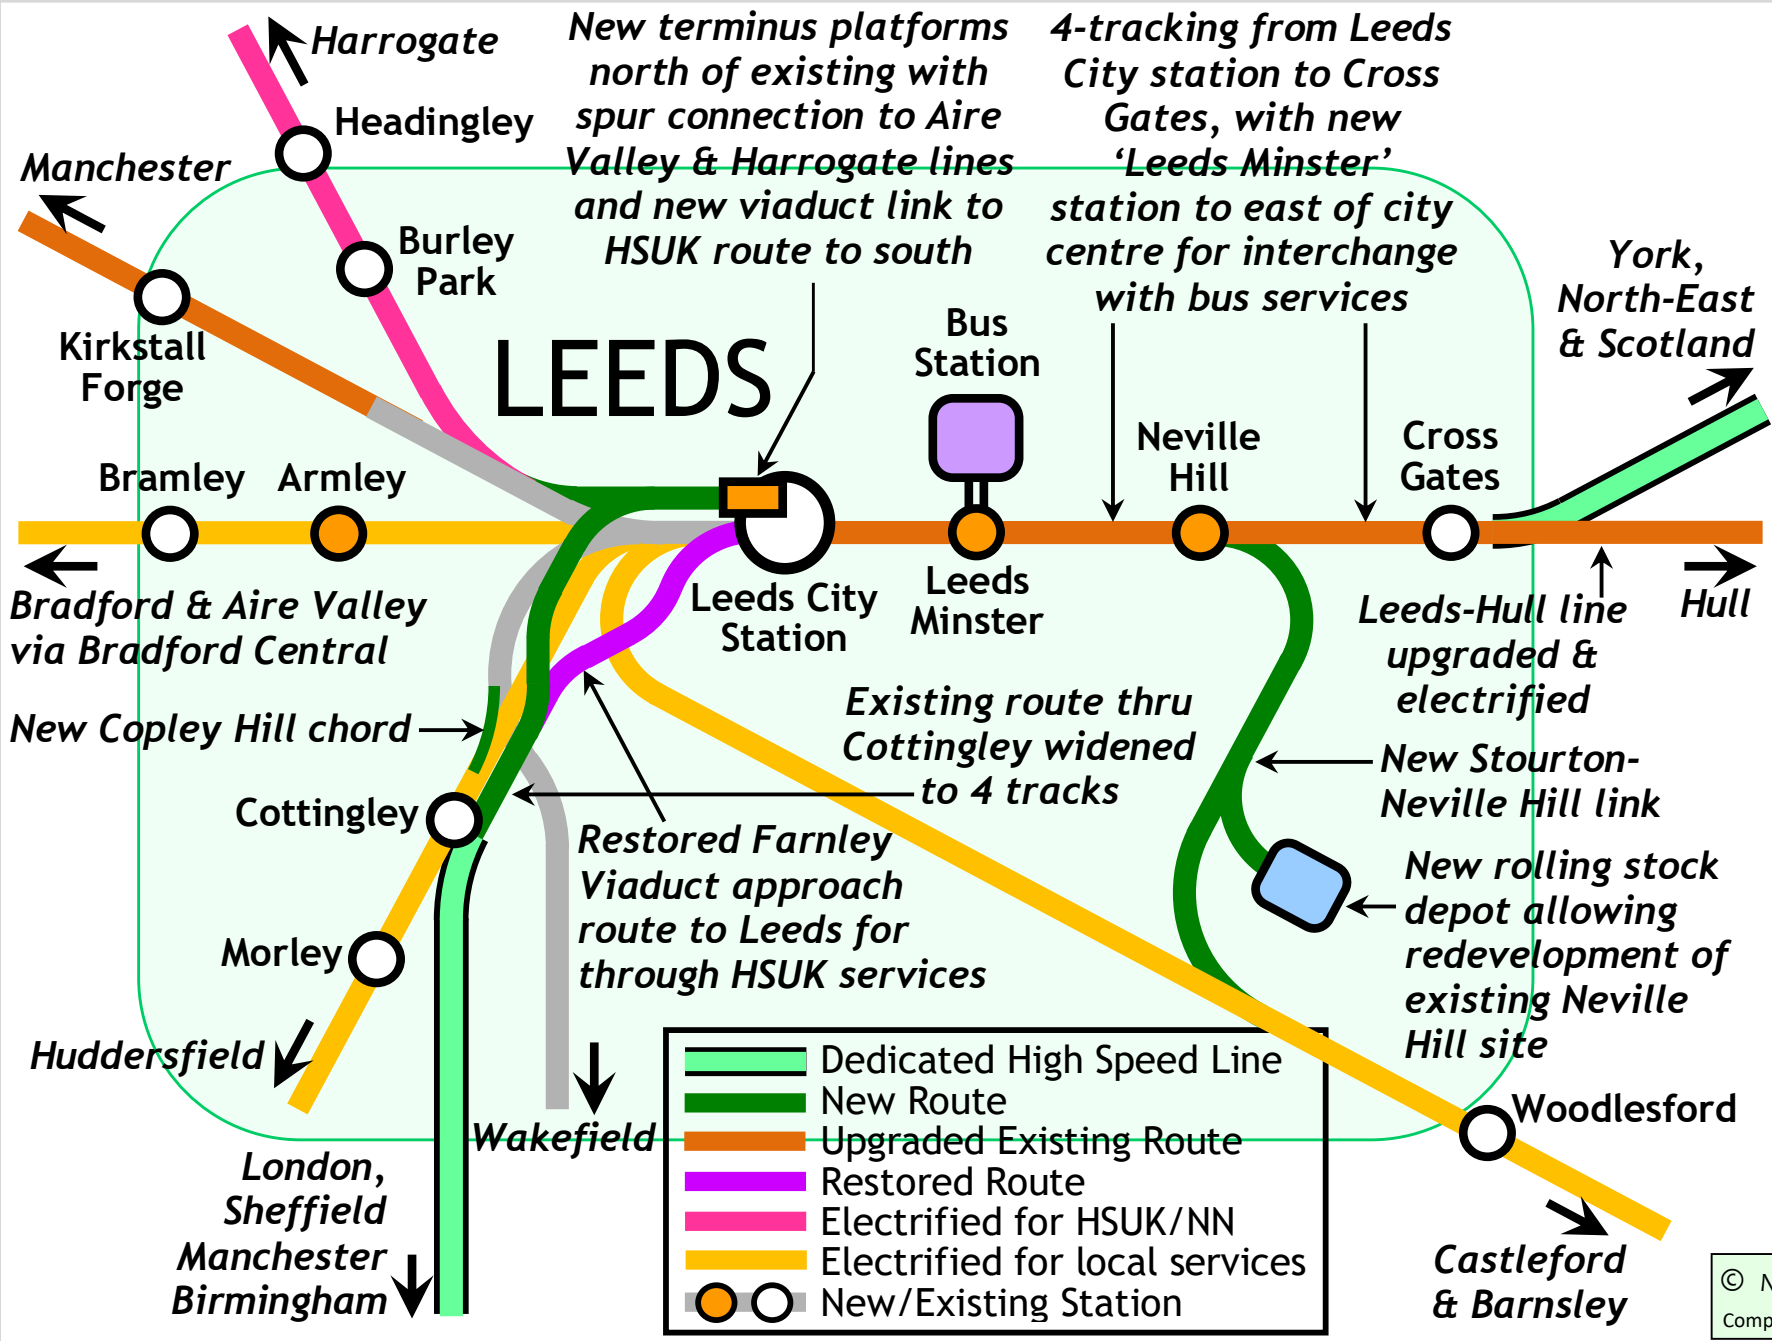 Harrogate
Headingley
Manchester
Burley
Park
Kirkstall
Forge
New terminus platforms
north of existing with
spur connection to Aire
Valley & Harrogate lines
and new viaduct link to
HSUK route to south
4-tracking from Leeds
City station to Cross
Gates, with new
‘Leeds Minster’
station to east of city
centre for interchange
with bus services
York,
North-East
& Scotland
LEEDS
Bus
Station
Neville
Hill
Cross
Gates
Bramley
Armley
Bradford & Aire Valley
via Bradford Central
Leeds City
Station
Leeds
Minster
Leeds-Hull line
upgraded &
electrified
Hull
New Copley Hill chord
Existing route thru
Cottingley widened
to 4 tracks
New Stourton-
Neville Hill link
Cottingley
Restored Farnley
Viaduct approach
route to Leeds for
through HSUK services
New rolling stock
depot allowing
redevelopment of
existing Neville
Hill site
Morley
Huddersfield
Wakefield
London,
Sheffield
Manchester
Birmingham
Dedicated High Speed Line
New Route
Upgraded Existing Route
Restored Route
Electrified for HSUK/NN
Electrified for local services
New/Existing Station
Woodlesford
Castleford
& Barnsley
©
Comp